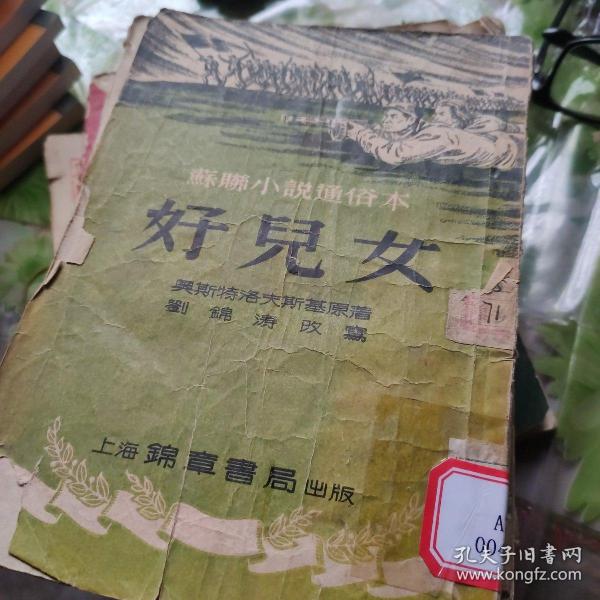 蘇聯小說通俗本
好兒女
奧斯特洛夫斯基原著
劉錦濤改寫
上海 錦章書局 出版
A
孔夫子旧书网
www.kongfz.com